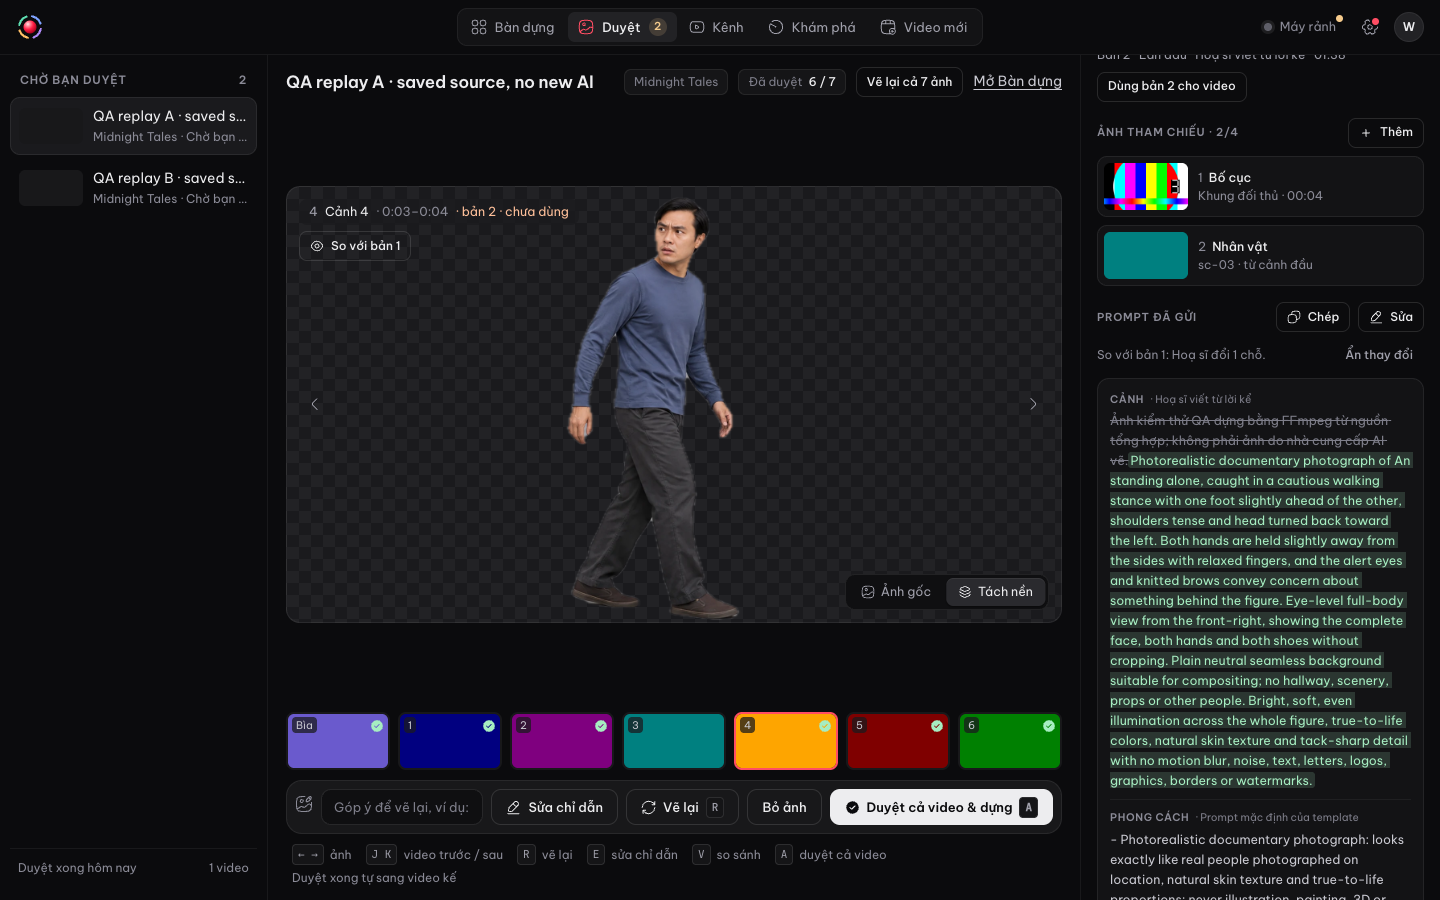 Bàn dựng
Duyệt 2
Kênh
Khám phá
Video mới
Máy rảnh
W
CHỜ BẠN DUYỆT 2
QA replay A · saved s...
Midnight Tales · Chờ bạn ...
QA replay B · saved s...
Midnight Tales · Chờ bạn ...
Duyệt xong hôm nay 1 video
QA replay A · saved source, no new AI
Midnight Tales
Đã duyệt 6 / 7
Vẽ lại cả 7 ảnh
Mở Bàn dựng
4 Cảnh 4 · 0:03–0:04 · bản 2 · chưa dùng
So với bản 1
Ảnh gốc
Tách nền
Bìa
1
2
3
4
5
6
Góp ý để vẽ lại, ví dụ:
Sửa chỉ dẫn
Vẽ lại R
Bỏ ảnh
Duyệt cả video & dựng A
← → ảnh
J K video trước / sau
R vẽ lại
E sửa chỉ dẫn
V so sánh
A duyệt cả video
Duyệt xong tự sang video kế
Dùng bản 2 cho video
ẢNH THAM CHIẾU · 2/4
Thêm
1 Bố cục
Khung đối thủ · 00:04
2 Nhân vật
sc-03 · từ cảnh đầu
PROMPT ĐÃ GỬI
Chép
Sửa
So với bản 1: Hoạ sĩ đổi 1 chỗ.
Ẩn thay đổi
CẢNH · Hoạ sĩ viết từ lời kể
Ảnh kiểm thử QA dựng bằng FFmpeg từ nguồn
tổng hợp; không phải ảnh do nhà cung cấp AI
vẽ. Photorealistic documentary photograph of An
standing alone, caught in a cautious walking
stance with one foot slightly ahead of the other,
shoulders tense and head turned back toward
the left. Both hands are held slightly away from
the sides with relaxed fingers, and the alert eyes
and knitted brows convey concern about
something behind the figure. Eye-level full-body
view from the front-right, showing the complete
face, both hands and both shoes without
cropping. Plain neutral seamless background
suitable for compositing; no hallway, scenery,
props or other people. Bright, soft, even
illumination across the whole figure, true-to-life
colors, natural skin texture and tack-sharp detail
with no motion blur, noise, text, letters, logos,
graphics, borders or watermarks.
PHONG CÁCH · Prompt mặc định của template
- Photorealistic documentary photograph: looks
exactly like real people photographed on
location, natural skin texture and true-to-life